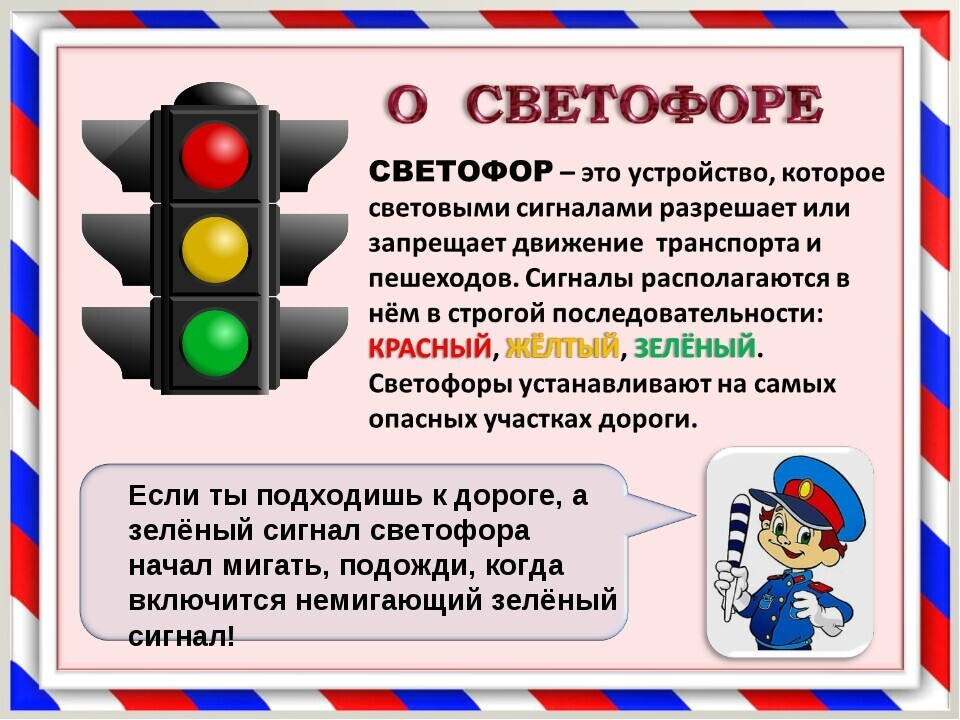 О СВЕТОФОРЕ
СВЕТОФОР – это устройство, которое
световыми сигналами разрешает или
запрещает движение транспорта и
пешеходов. Сигналы располагаются в
нём в строгой последовательности:
КРАСНЫЙ, ЖЁЛТЫЙ, ЗЕЛЁНЫЙ.
Светофоры устанавливают на самых
опасных участках дороги.
Если ты подходишь к дороге, а
зелёный сигнал светофора
начал мигать, подожди, когда
включится немигающий зелёный
сигнал!